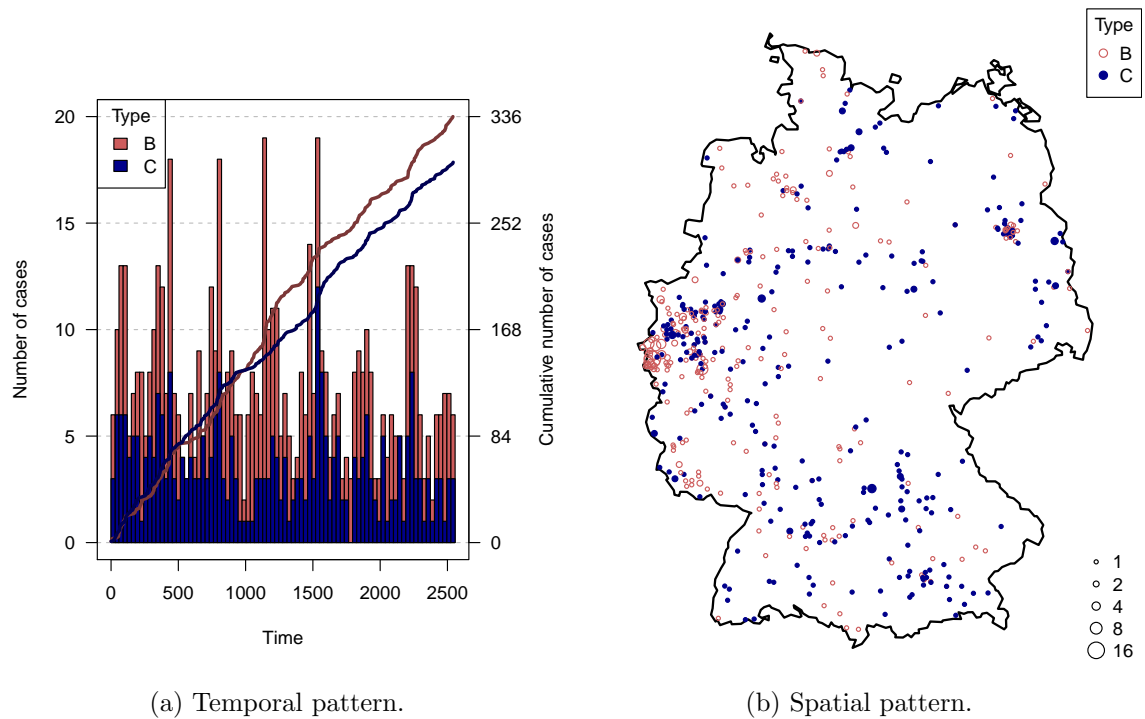 Type
B
C
20
15
10
5
0
Number of cases
336
252
168
84
0
Cumulative number of cases
0 500 1000 1500 2000 2500
Time
(a) Temporal pattern.
Type
B
C
1
2
4
8
16
(b) Spatial pattern.